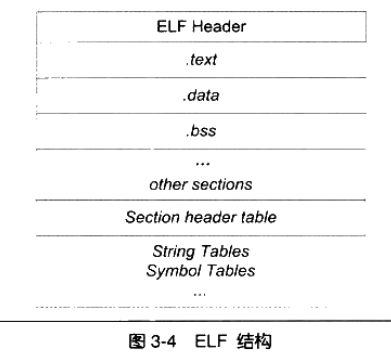 ELF Header
.text
.data
.bss
...
other sections
Section header table
String Tables
Symbol Tables
...
图 3-4 ELF 结构